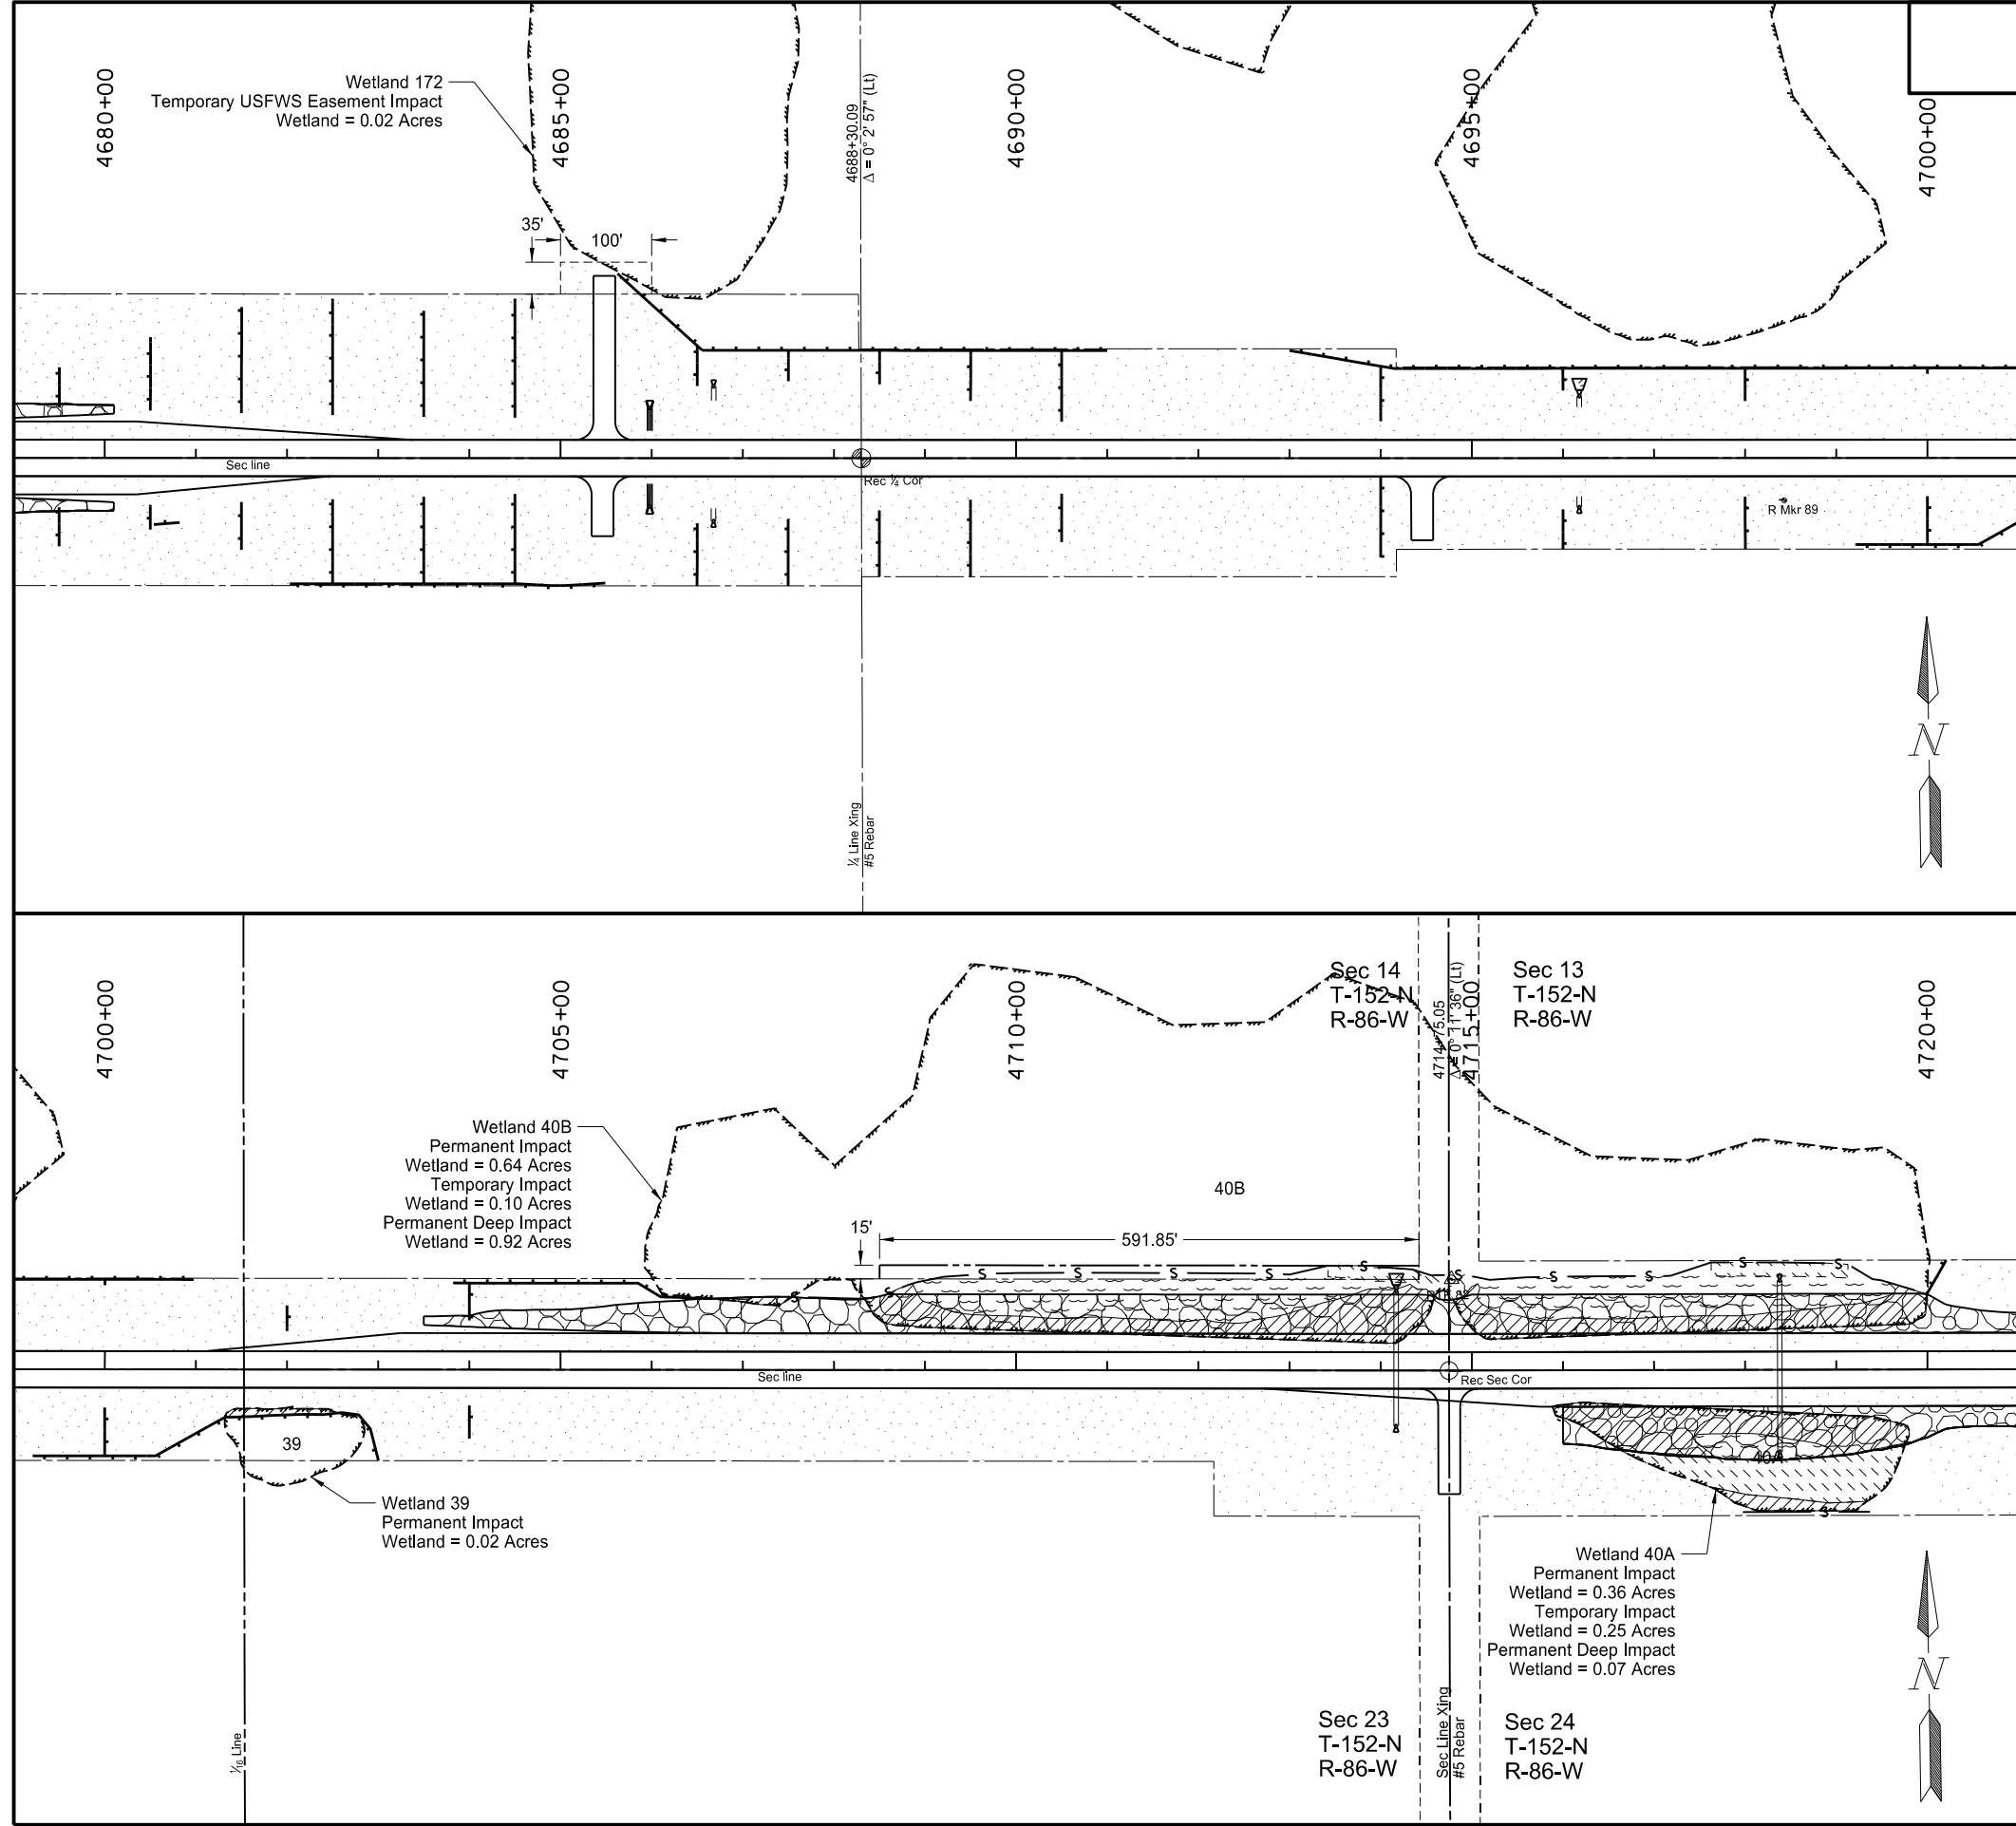 4680+00
Wetland 172
Temporary USFWS Easement Impact
Wetland = 0.02 Acres
4685+00
4688+30.09
Δ = 0° 2' 57" (Lt)
4690+00
4695+00
4700+00
35'
100'
Sec line
Rec ¼ Cor
R Mkr 89
¼ Line Xing
#5 Rebar
N
4700+00
4705+00
4710+00
Sec 14
T-152-N
R-86-W
4714+75.05
Δ = 0° 11' 36" (Lt)
4715+00
Sec 13
T-152-N
R-86-W
4720+00
Wetland 40B
Permanent Impact
Wetland = 0.64 Acres
Temporary Impact
Wetland = 0.10 Acres
Permanent Deep Impact
Wetland = 0.92 Acres
40B
15'
591.85'
S S S S S S S S S S S S
Sec line
Rec Sec Cor
39
Wetland 39
Permanent Impact
Wetland = 0.02 Acres
40A
S
S
Wetland 40A
Permanent Impact
Wetland = 0.36 Acres
Temporary Impact
Wetland = 0.25 Acres
Permanent Deep Impact
Wetland = 0.07 Acres
1/16 Line
Sec 23
T-152-N
R-86-W
Sec Line Xing
#5 Rebar
Sec 24
T-152-N
R-86-W
N